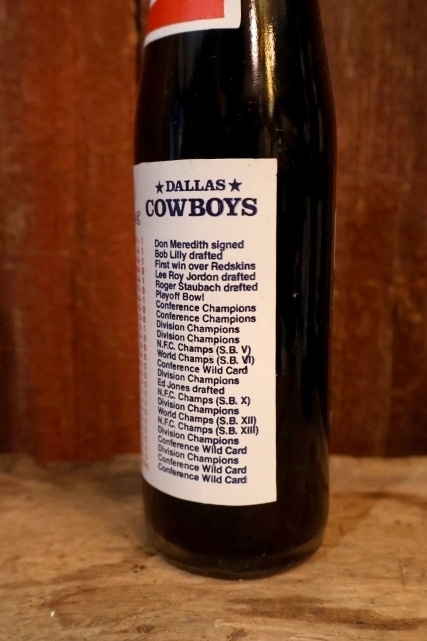 ★DALLAS★
COWBOYS
Don Meredith signed
Bob Lilly drafted
First win over Redskins
Lee Roy Jordon drafted
Roger Staubach drafted
Playoff Bowl
Conference Champions
Conference Champions
Division Champions
Division Champions
N.F.C. Champs (S.B. V)
World Champs (S.B. VI)
Conference Wild Card
Division Champions
Ed Jones drafted
N.F.C. Champs (S.B. X)
Division Champions
World Champs (S.B. XII)
N.F.C. Champs (S.B. XIII)
Division Champions
Conference Wild Card
Division Champions
Conference Wild Card
Conference Wild Card